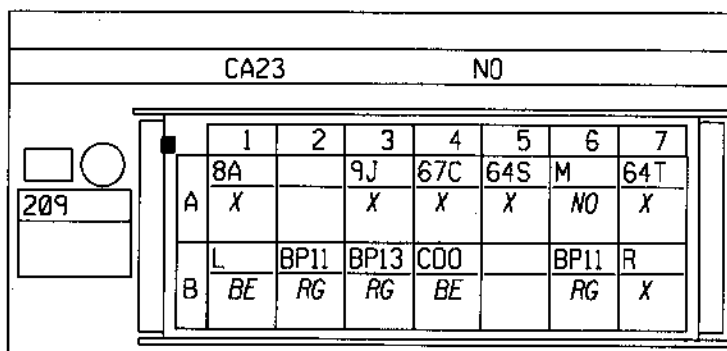 CA23 NO
1 2 3 4 5 6 7
8A 9J 67C 64S M 64T
A X X X X NO X
209
L BP11 BP13 C00 BP11 R
B BE RG RG BE RG X